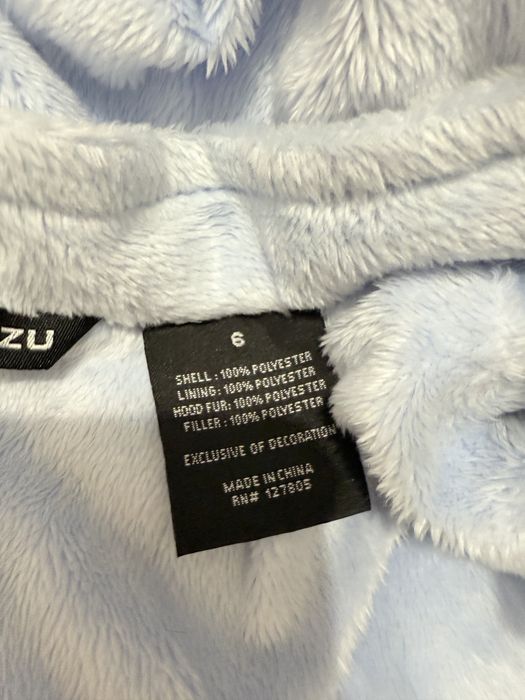 ZU
6
SHELL : 100% POLYESTER
LINING: 100% POLYESTER
HOOD FUR: 100% POLYESTER
FILLER : 100% POLYESTER
EXCLUSIVE OF DECORATION
MADE IN CHINA
RN# 127805